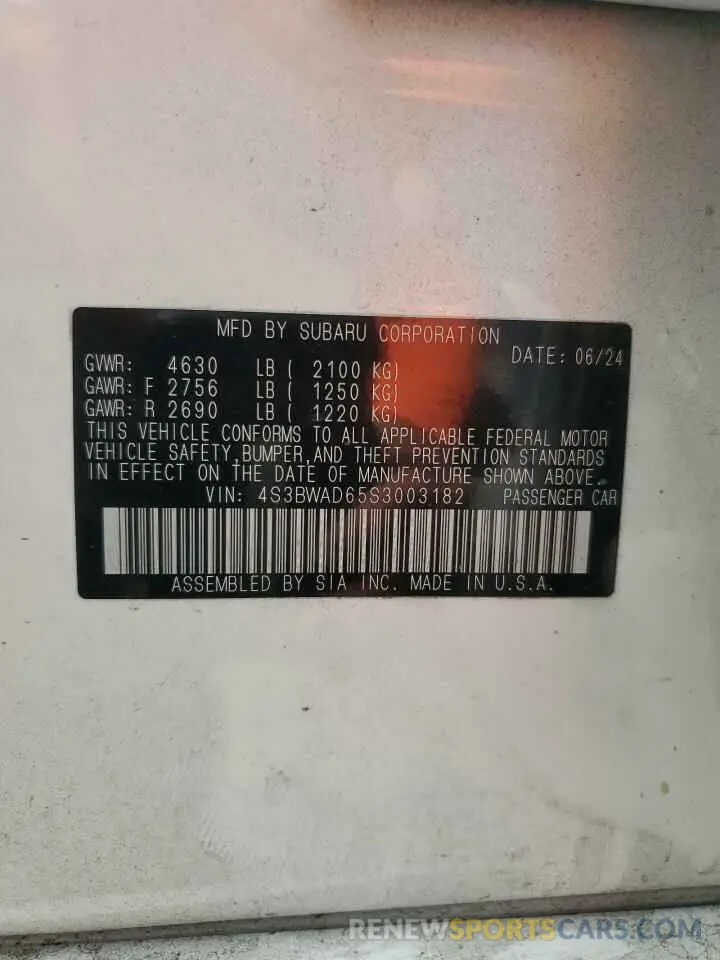 MFD BY SUBARU CORPORATION
DATE: 06/24
GVWR: 4630 LB ( 2100 KG)
GAWR: F 2756 LB ( 1250 KG)
GAWR: R 2690 LB ( 1220 KG)
THIS VEHICLE CONFORMS TO ALL APPLICABLE FEDERAL MOTOR
VEHICLE SAFETY,BUMPER,AND THEFT PREVENTION STANDARDS
IN EFFECT ON THE DATE OF MANUFACTURE SHOWN ABOVE.
VIN: 4S3BWAD65S3003182 PASSENGER CAR
ASSEMBLED BY SIA INC. MADE IN U.S.A.
RENEWSPORTSCARS.COM